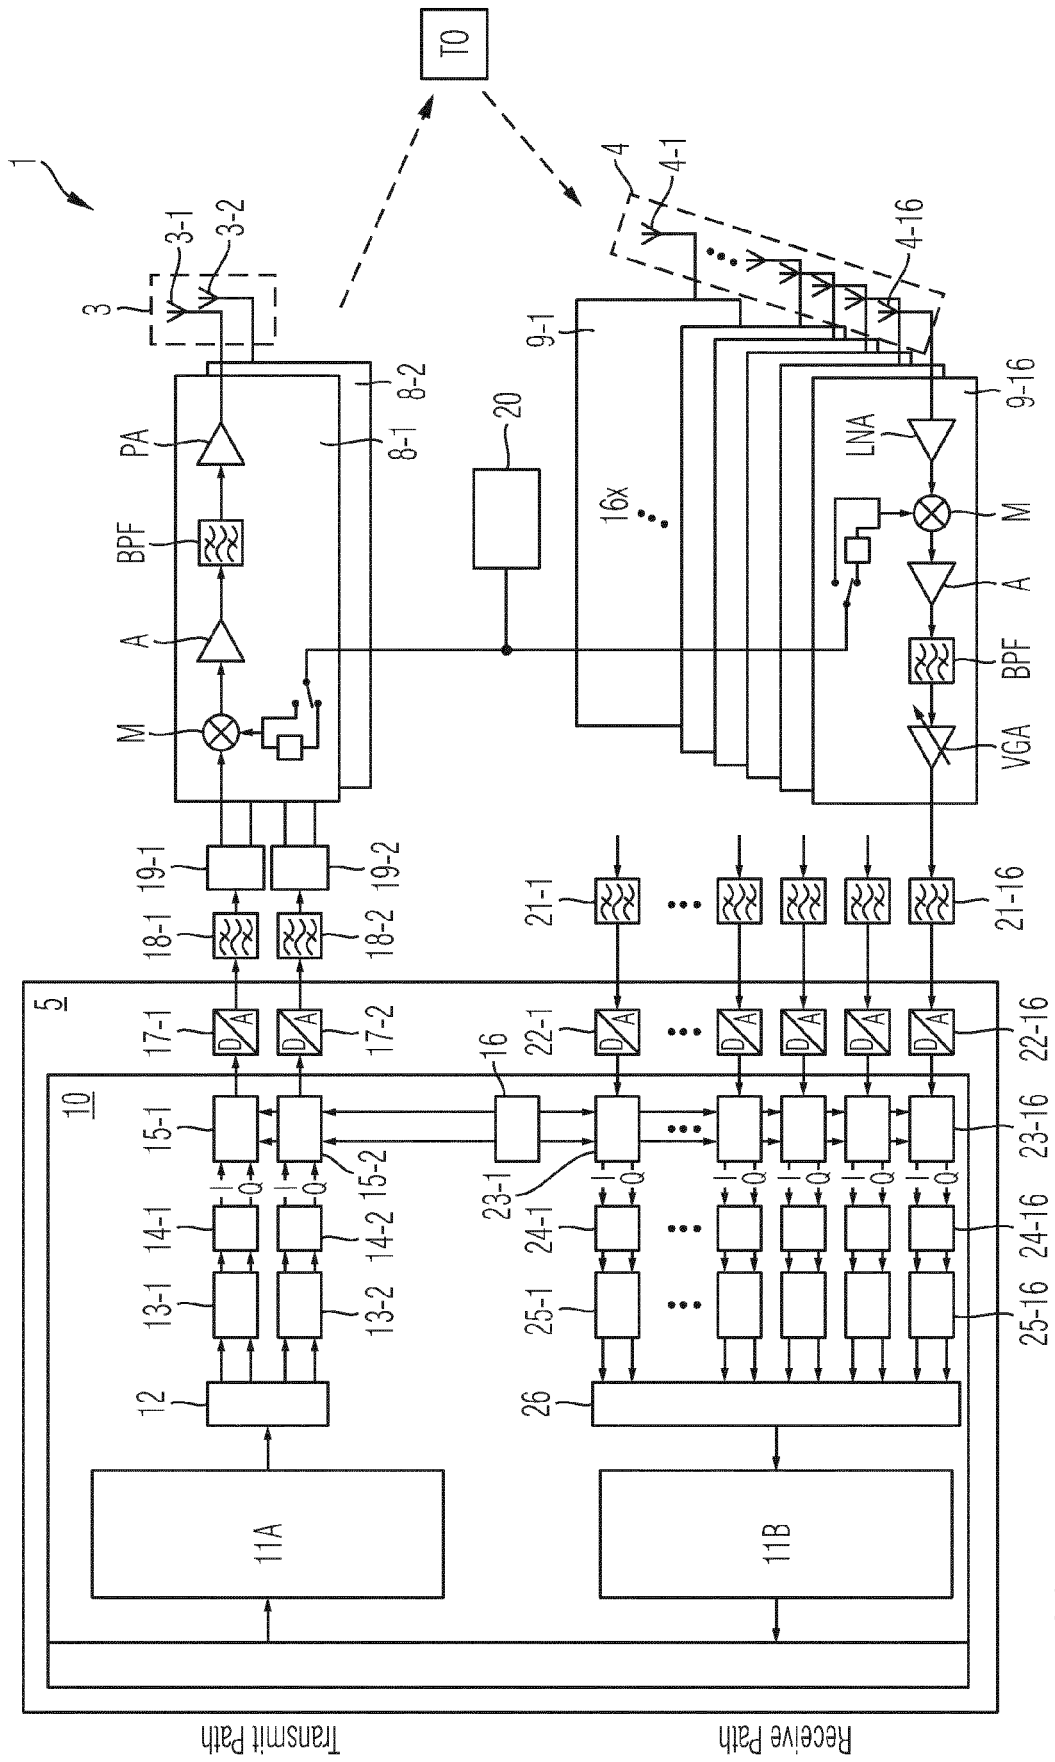 1
TO
3
3-1
3-2
PA
BPF
A
M
8-2
8-1
19-1
18-1
19-2
18-2
20
4
4-1
4-16
9-1
16x
9-16
LNA
M
A
BPF
VGA
21-1
21-16
5
17-1
D A
D A
17-2
22-1
D A
D A
D A
D A
D A
22-16
10
15-1
15-2
16
23-1
23-16
I Q I Q
I Q I Q I Q I Q I Q
14-1
14-2
24-1
24-16
13-1
13-2
25-1
25-16
12
26
11A
11B
Transmit Path
Receive Path